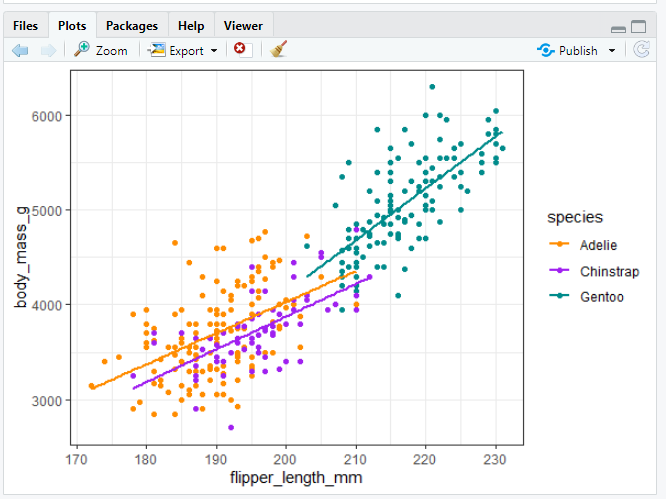 Files Plots Packages Help Viewer
Zoom Export Publish
6000
5000
4000
3000
body_mass_g
170 180 190 200 210 220 230
flipper_length_mm
species
Adelie
Chinstrap
Gentoo